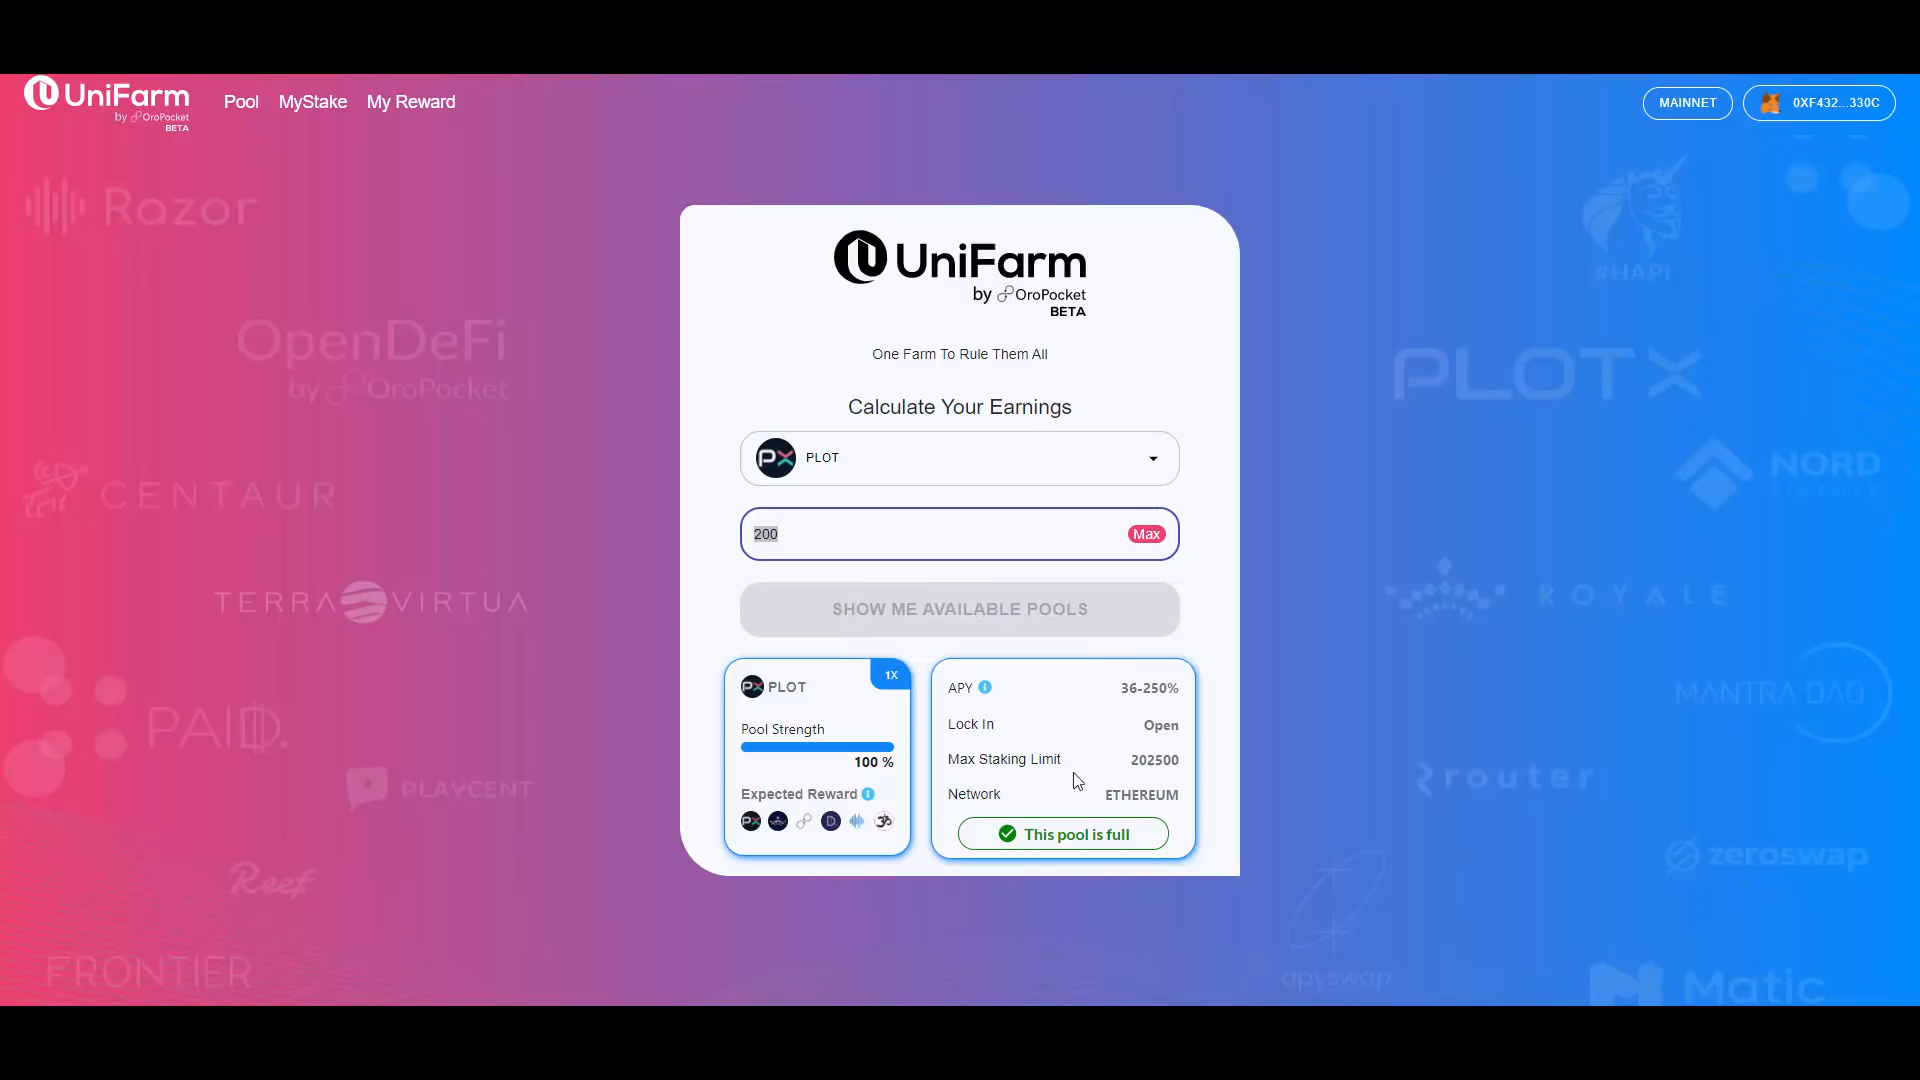 UniFarm
by OroPocket
BETA
Pool MyStake My Reward
MAINNET
0XF432...330C
Razor
OpenDeFi
by OroPocket
CENTAUR
TERRA VIRTUA
PAID.
PLAYCENT
Reef
FRONTIER
UniFarm
by OroPocket
BETA
One Farm To Rule Them All
Calculate Your Earnings
PX PLOT
200 Max
SHOW ME AVAILABLE POOLS
PX PLOT
1X
Pool Strength
100 %
Expected Reward
APY 36-250%
Lock In Open
Max Staking Limit 202500
Network ETHEREUM
This pool is full
#HAPI
PLOTX
NORD
ROYALE
MANTRA DAO
router
zeroswap
apyswap
Matic